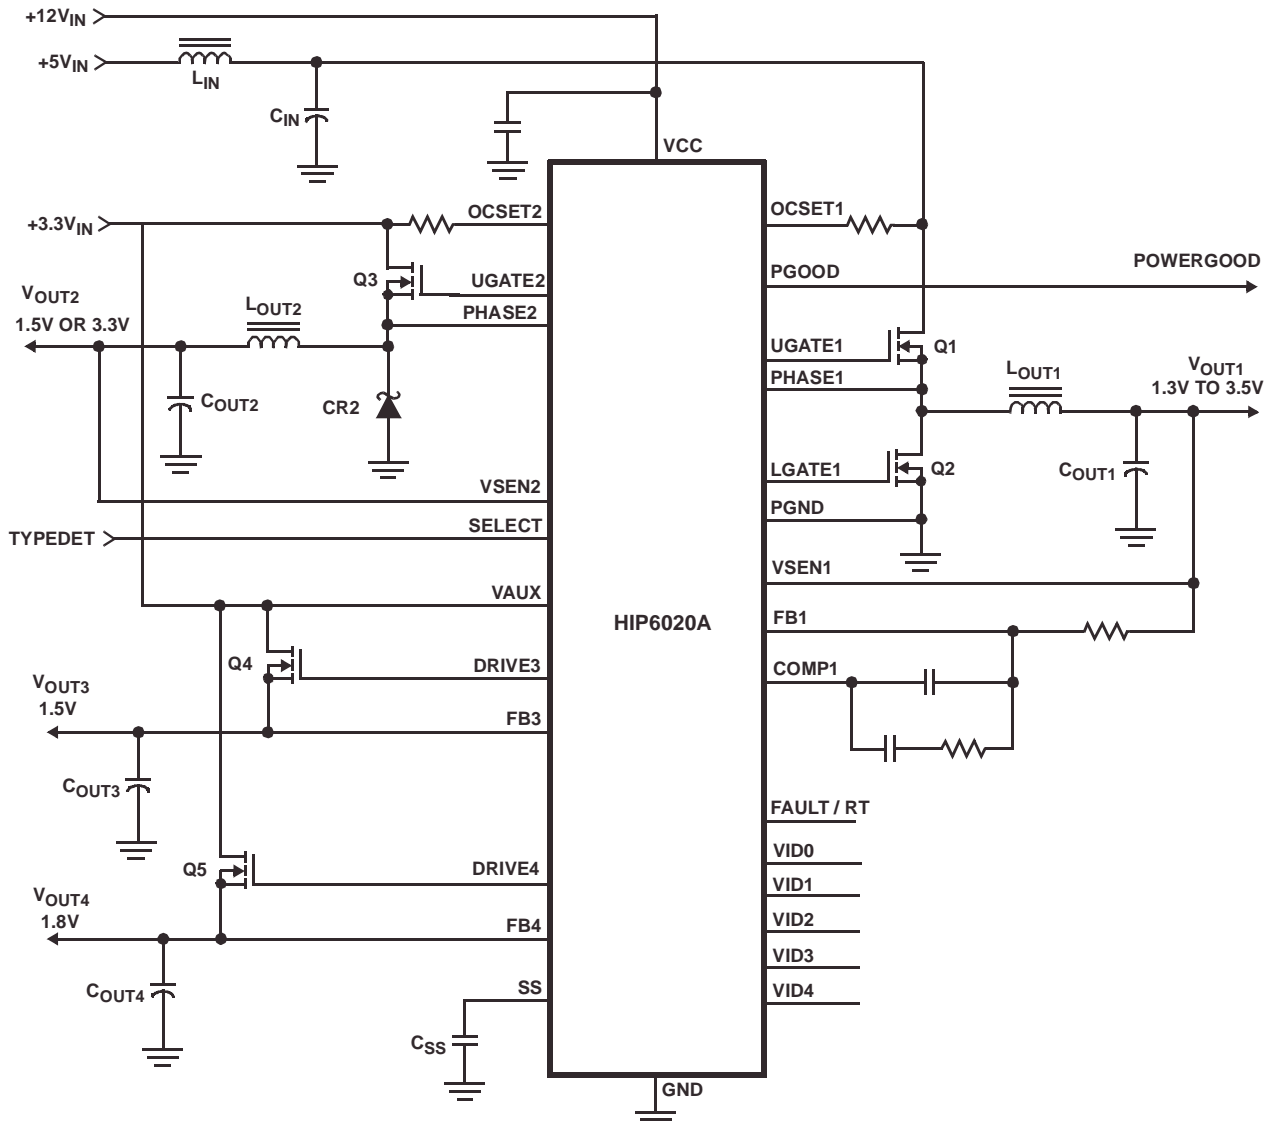 +12VIN
+5VIN
LIN
CIN
VCC
+3.3VIN
OCSET2
OCSET1
PGOOD
POWERGOOD
Q3
UGATE2
PHASE2
VOUT2
1.5V OR 3.3V
LOUT2
COUT2
CR2
UGATE1
Q1
PHASE1
LOUT1
VOUT1
1.3V TO 3.5V
LGATE1
Q2
COUT1
PGND
VSEN2
SELECT
TYPEDET
VSEN1
VAUX
HIP6020A
FB1
Q4
DRIVE3
COMP1
VOUT3
1.5V
FB3
COUT3
FAULT / RT
VID0
Q5
DRIVE4
VID1
VOUT4
1.8V
FB4
VID2
VID3
COUT4
SS
VID4
CSS
GND